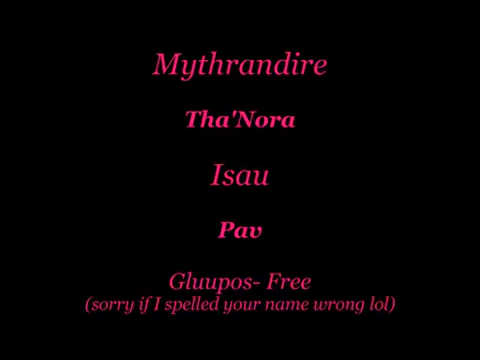 Mythrandire
Tha'Nora
Isau
Pav
Gluupos- Free
(sorry if I spelled your name wrong lol)